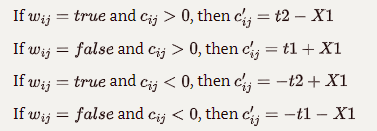 If w_ij = true and c_ij > 0, then c'_ij = t2 − X1
If w_ij = false and c_ij > 0, then c'_ij = t1 + X1
If w_ij = true and c_ij < 0, then c'_ij = −t2 + X1
If w_ij = false and c_ij < 0, then c'_ij = −t1 − X1